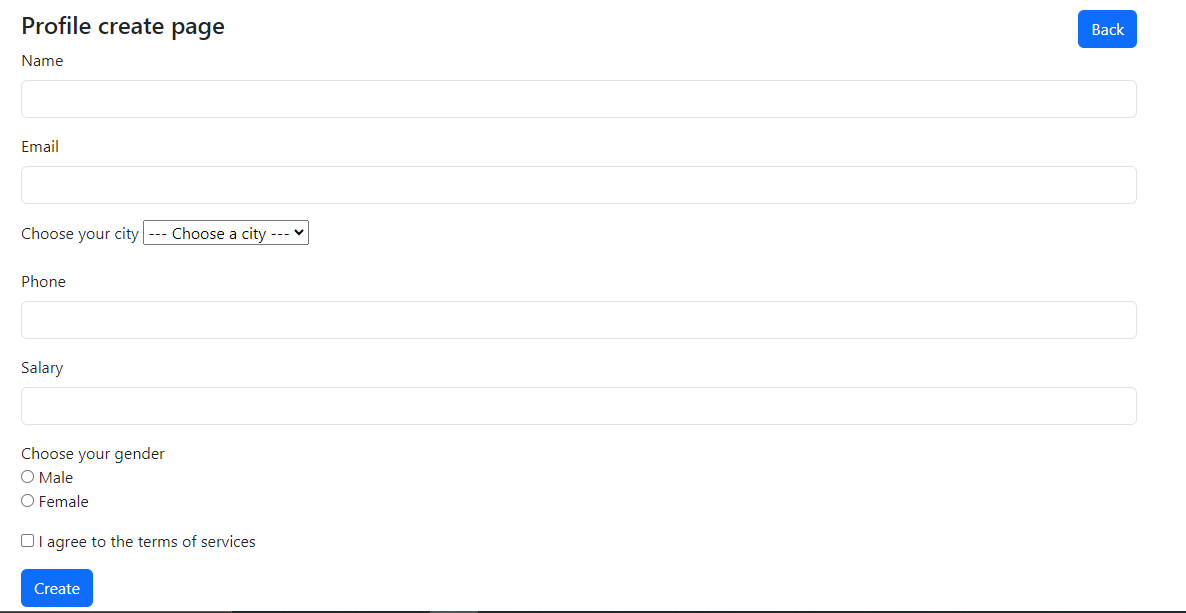 Profile create page
Back
Name
Email
Choose your city --- Choose a city ---
Phone
Salary
Choose your gender
Male
Female
I agree to the terms of services
Create